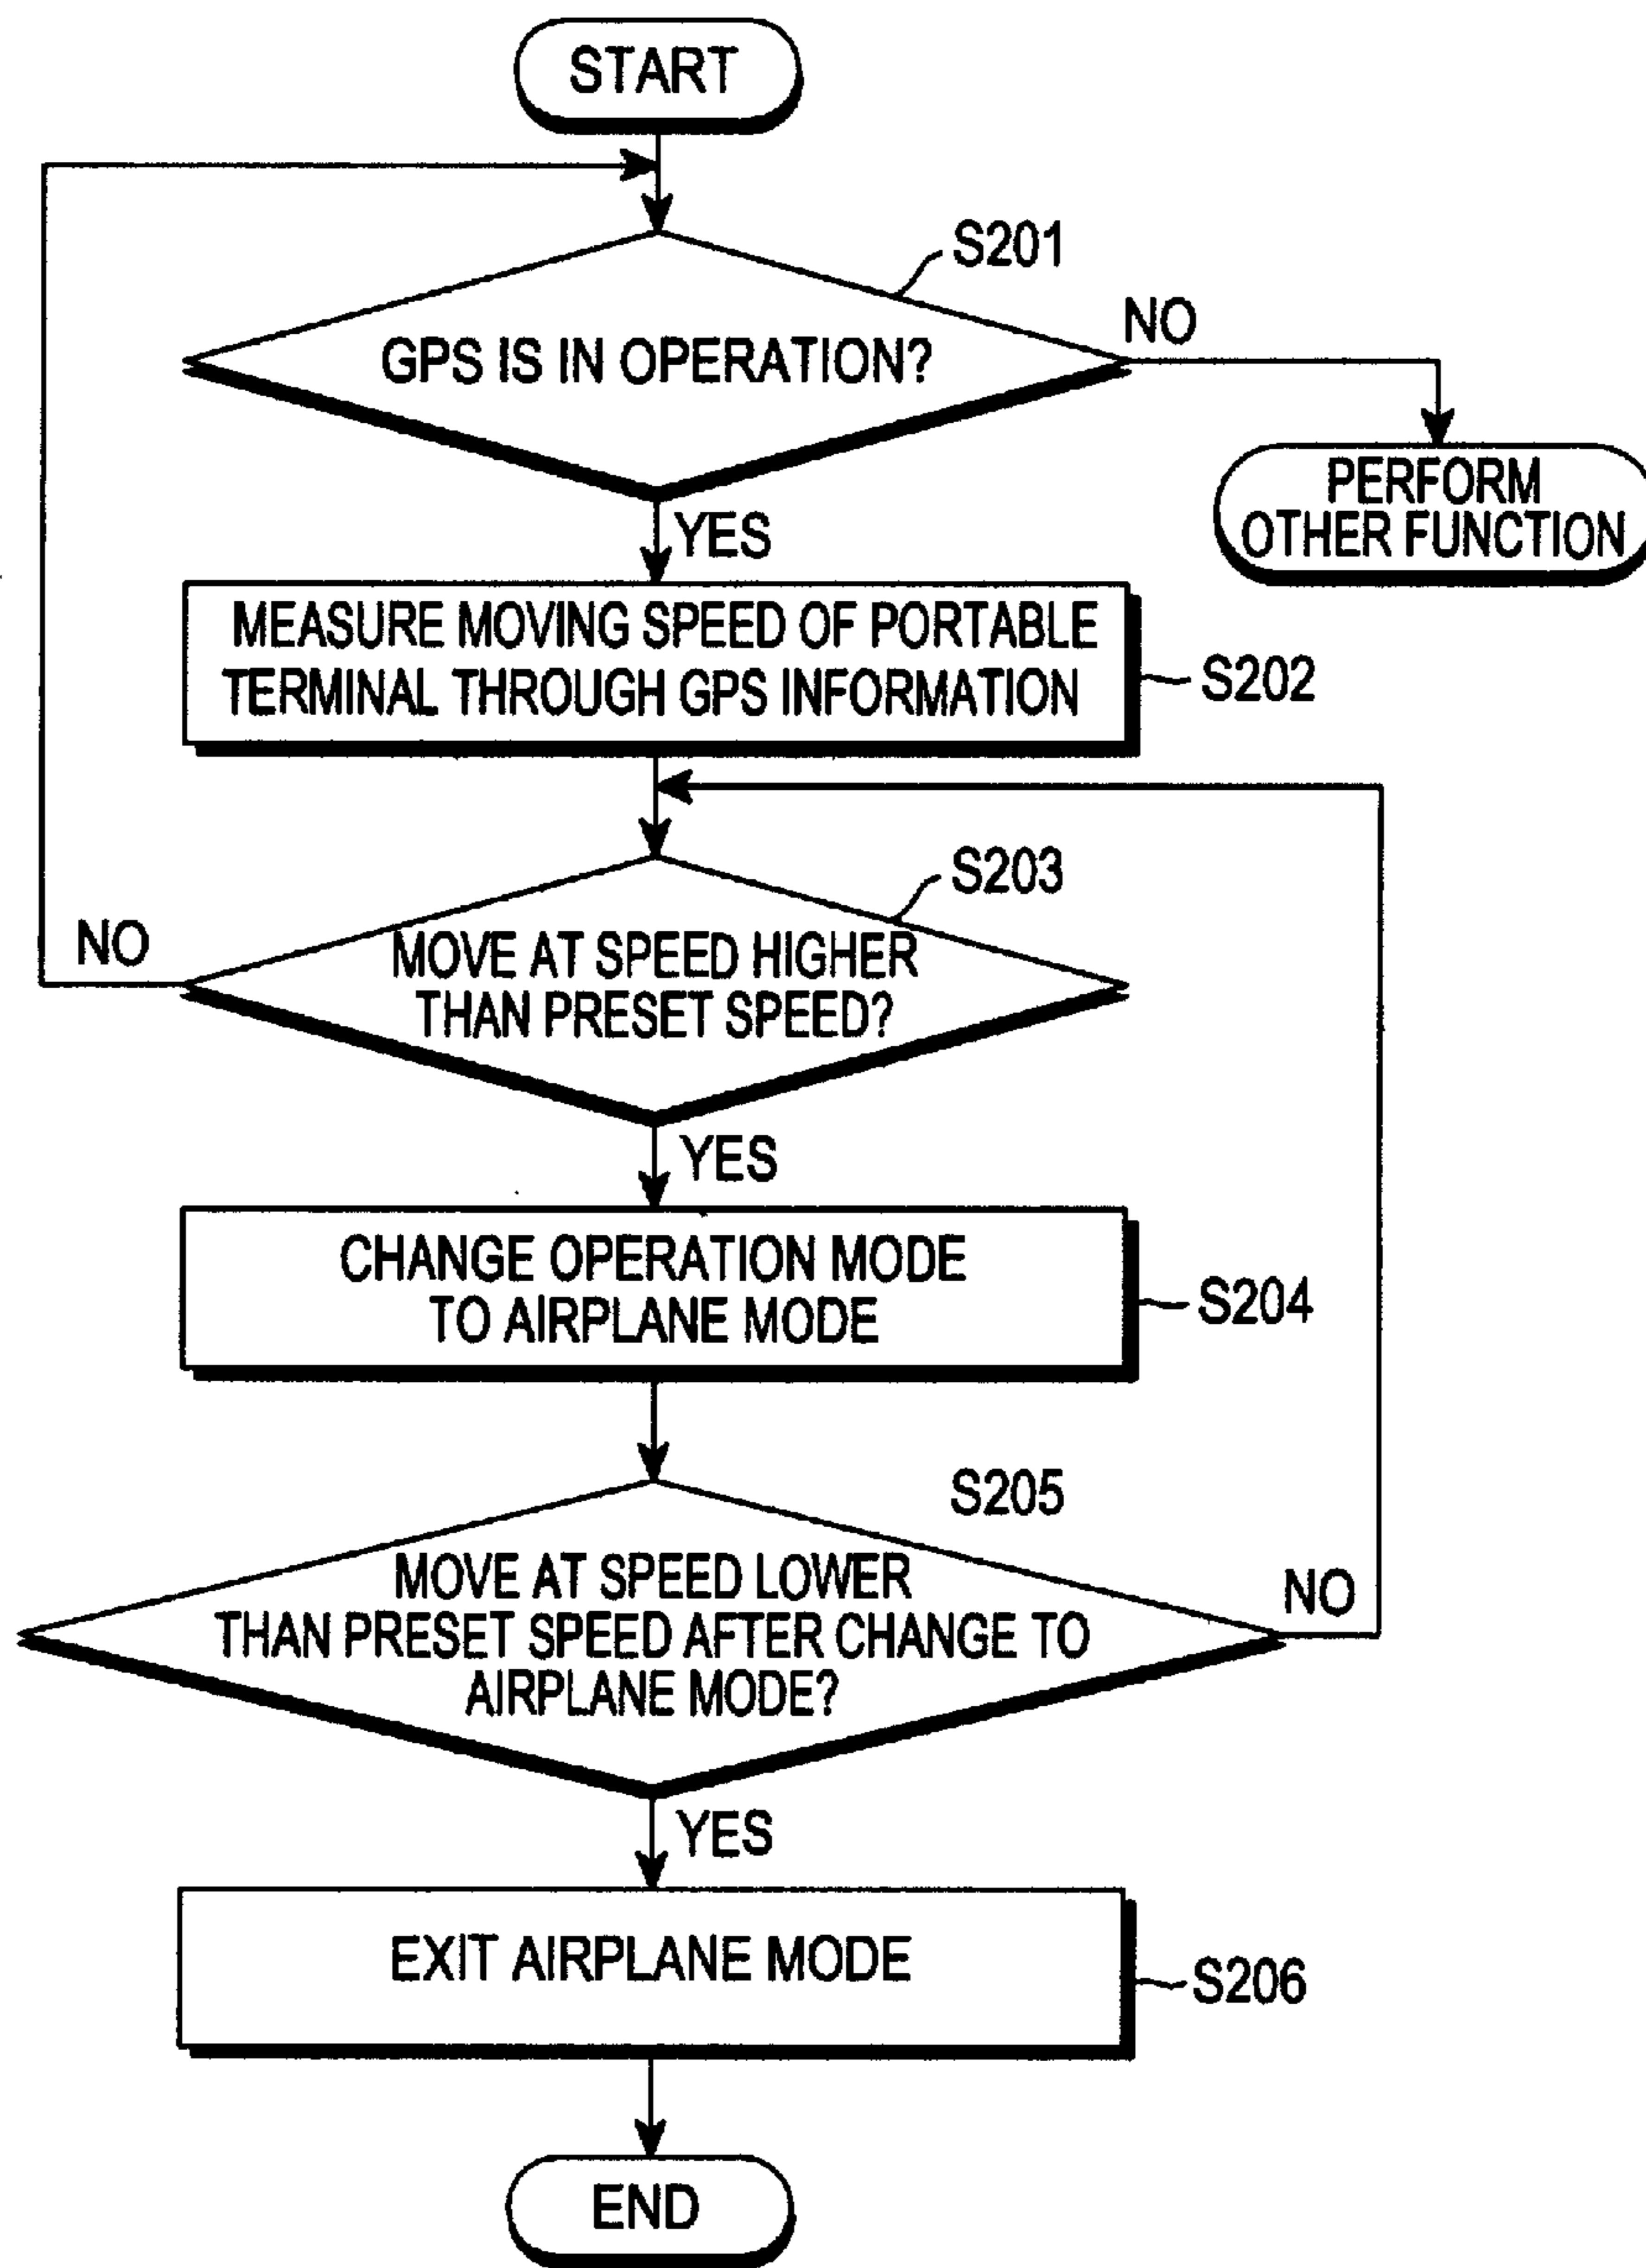 START
S201
GPS IS IN OPERATION?
NO
PERFORM
OTHER FUNCTION
YES
MEASURE MOVING SPEED OF PORTABLE
TERMINAL THROUGH GPS INFORMATION
S202
S203
NO
MOVE AT SPEED HIGHER
THAN PRESET SPEED?
YES
CHANGE OPERATION MODE
TO AIRPLANE MODE
S204
S205
MOVE AT SPEED LOWER
THAN PRESET SPEED AFTER CHANGE TO
AIRPLANE MODE?
NO
YES
EXIT AIRPLANE MODE
S206
END